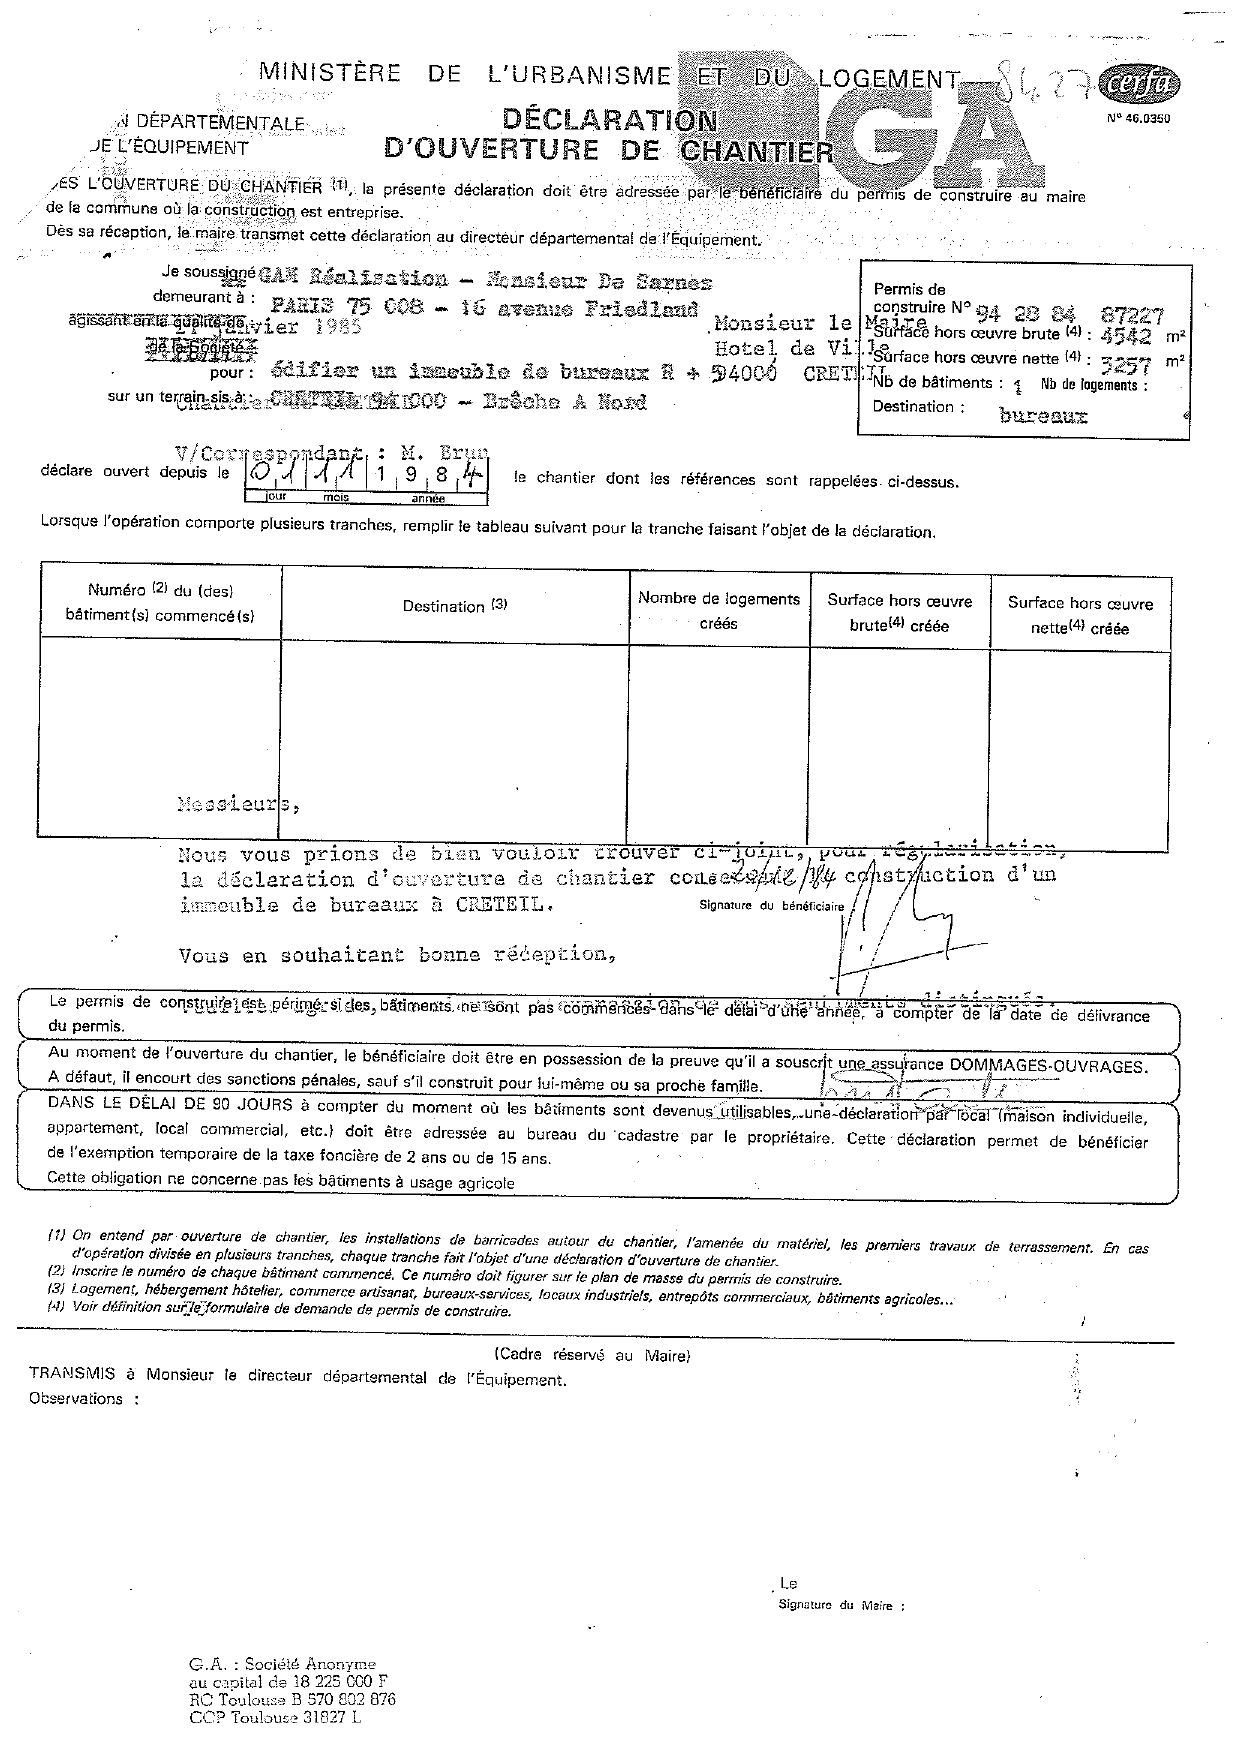 MINISTÈRE DE L'URBANISME ET DU LOGEMENT 8427 cerfa
GA
N° 46.0350
N DÉPARTEMENTALE
DE L'ÉQUIPEMENT
DÉCLARATION
D'OUVERTURE DE CHANTIER
ES L'OUVERTURE DU CHANTIER (1), la présente déclaration doit être adressée par le bénéficiaire du permis de construire au maire
de la commune où la construction est entreprise.
Dès sa réception, le maire transmet cette déclaration au directeur départemental de l'Équipement.
Je soussigné GAM Réalisation - Monsieur De Sarnes
demeurant à : PARIS 75 008 - 16 avenue Friedland
agissant en la qualité de
janvier 1985
Monsieur le Maire
Hotel de Ville
94000 CRETEIL
pour : édifier un immeuble de bureaux R + 5
sur un terrain sis à : CRETEIL 94 000 - Brêche A Nord
Permis de
construire N° 94 28 84 87227
Surface hors œuvre brute (4) : 4542 m²
Surface hors œuvre nette (4) : 3257 m²
Nb de bâtiments : 1 Nb de logements :
Destination : bureaux
V/Correspondant : M. Brun
déclare ouvert depuis le 01 11 1984 le chantier dont les références sont rappelées ci-dessus.
jour mois année
Lorsque l'opération comporte plusieurs tranches, remplir le tableau suivant pour la tranche faisant l'objet de la déclaration.
Numéro (2) du (des)
bâtiment(s) commencé(s)
Destination (3)
Nombre de logements
créés
Surface hors œuvre
brute(4) créée
Surface hors œuvre
nette(4) créée
Messieurs,
Nous vous prions de bien vouloir trouver ci-joint, pour régularisation,
la déclaration d'ouverture de chantier construction d'un
immeuble de bureaux à CRETEIL.
Signature du bénéficiaire
Vous en souhaitant bonne réception,
Le permis de construire est périmé si des bâtiments ne sont pas commencés dans le délai d'une année, à compter de la date de délivrance
du permis.
Au moment de l'ouverture du chantier, le bénéficiaire doit être en possession de la preuve qu'il a souscrit une assurance DOMMAGES-OUVRAGES.
A défaut, il encourt des sanctions pénales, sauf s'il construit pour lui-même ou sa proche famille.
DANS LE DÉLAI DE 90 JOURS à compter du moment où les bâtiments sont devenus utilisables, une déclaration par local (maison individuelle,
appartement, local commercial, etc.) doit être adressée au bureau du cadastre par le propriétaire. Cette déclaration permet de bénéficier
de l'exemption temporaire de la taxe foncière de 2 ans ou de 15 ans.
Cette obligation ne concerne pas les bâtiments à usage agricole
(1) On entend par ouverture de chantier, les installations de barricades autour du chantier, l'amenée du matériel, les premiers travaux de terrassement. En cas
d'opération divisée en plusieurs tranches, chaque tranche fait l'objet d'une déclaration d'ouverture de chantier.
(2) Inscrire le numéro de chaque bâtiment commencé. Ce numéro doit figurer sur le plan de masse du permis de construire.
(3) Logement, hébergement hôtelier, commerce artisanat, bureaux-services, locaux industriels, entrepôts commerciaux, bâtiments agricoles...
(4) Voir définition sur le formulaire de demande de permis de construire.
(Cadre réservé au Maire)
TRANSMIS à Monsieur le directeur départemental de l'Équipement.
Observations :
Le
Signature du Maire :
G.A. : Société Anonyme
au capital de 18 225 000 F
RC Toulouse B 570 802 876
CCP Toulouse 31827 L